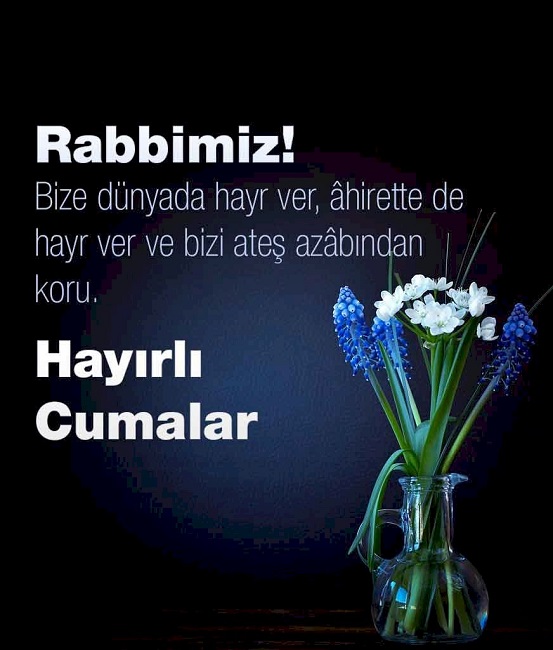 Rabbimiz!
Bize dünyada hayr ver, âhirette de
hayr ver ve bizi ateş azâbından
koru.
Hayırlı
Cumalar